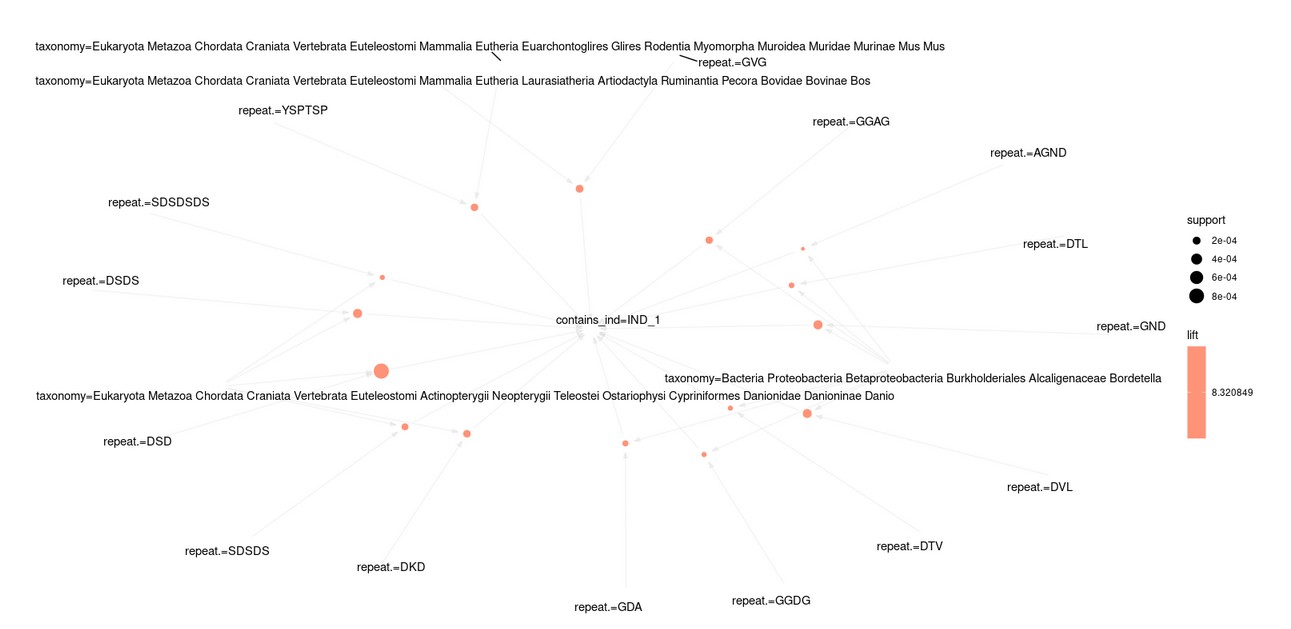 taxonomy=Eukaryota Metazoa Chordata Craniata Vertebrata Euteleostomi Mammalia Eutheria Euarchontoglires Glires Rodentia Myomorpha Muroidea Muridae Murinae Mus Mus
repeat.=GVG
taxonomy=Eukaryota Metazoa Chordata Craniata Vertebrata Euteleostomi Mammalia Eutheria Laurasiatheria Artiodactyla Ruminantia Pecora Bovidae Bovinae Bos
repeat.=YSPTSP
repeat.=GGAG
repeat.=AGND
repeat.=SDSDSDS
support
2e-04
4e-04
6e-04
8e-04
repeat.=DTL
repeat.=DSDS
contains_ind=IND_1
repeat.=GND
lift
8.320849
taxonomy=Bacteria Proteobacteria Betaproteobacteria Burkholderiales Alcaligenaceae Bordetella
taxonomy=Eukaryota Metazoa Chordata Craniata Vertebrata Euteleostomi Actinopterygii Neopterygii Teleostei Ostariophysi Cypriniformes Danionidae Danioninae Danio
repeat.=DSD
repeat.=DVL
repeat.=SDSDS
repeat.=DTV
repeat.=DKD
repeat.=GDA
repeat.=GGDG